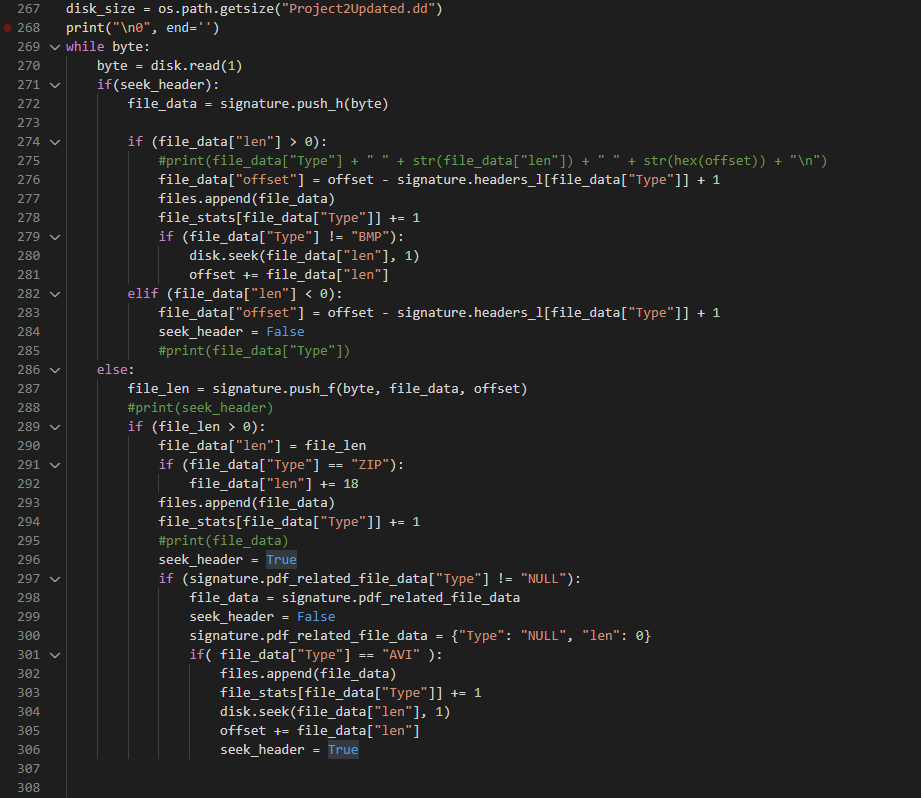 267 disk_size = os.path.getsize("Project2Updated.dd")
268 print("\n0", end='')
269 while byte:
270     byte = disk.read(1)
271     if(seek_header):
272         file_data = signature.push_h(byte)
273
274         if (file_data["len"] > 0):
275             #print(file_data["Type"] + " " + str(file_data["len"]) + " " + str(hex(offset)) + "\n")
276             file_data["offset"] = offset - signature.headers_l[file_data["Type"]] + 1
277             files.append(file_data)
278             file_stats[file_data["Type"]] += 1
279             if (file_data["Type"] != "BMP"):
280                 disk.seek(file_data["len"], 1)
281                 offset += file_data["len"]
282         elif (file_data["len"] < 0):
283             file_data["offset"] = offset - signature.headers_l[file_data["Type"]] + 1
284             seek_header = False
285             #print(file_data["Type"])
286     else:
287         file_len = signature.push_f(byte, file_data, offset)
288         #print(seek_header)
289         if (file_len > 0):
290             file_data["len"] = file_len
291             if (file_data["Type"] == "ZIP"):
292                 file_data["len"] += 18
293             files.append(file_data)
294             file_stats[file_data["Type"]] += 1
295             #print(file_data)
296             seek_header = True
297             if (signature.pdf_related_file_data["Type"] != "NULL"):
298                 file_data = signature.pdf_related_file_data
299                 seek_header = False
300                 signature.pdf_related_file_data = {"Type": "NULL", "len": 0}
301                 if( file_data["Type"] == "AVI" ):
302                     files.append(file_data)
303                     file_stats[file_data["Type"]] += 1
304                     disk.seek(file_data["len"], 1)
305                     offset += file_data["len"]
306                     seek_header = True
307
308